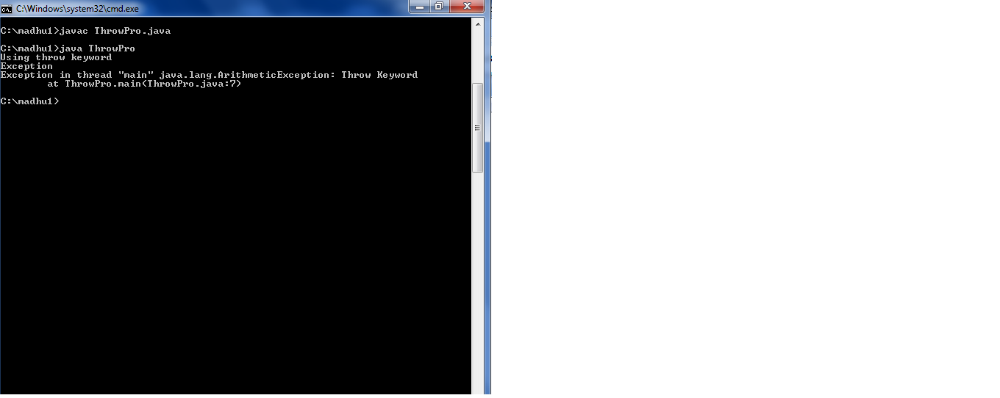 C:\Windows\system32\cmd.exe
C:\madhu1>javac ThrowPro.java
C:\madhu1>java ThrowPro
Using throw keyword
Exception
Exception in thread "main" java.lang.ArithmeticException: Throw Keyword
        at ThrowPro.main(ThrowPro.java:7)
C:\madhu1>